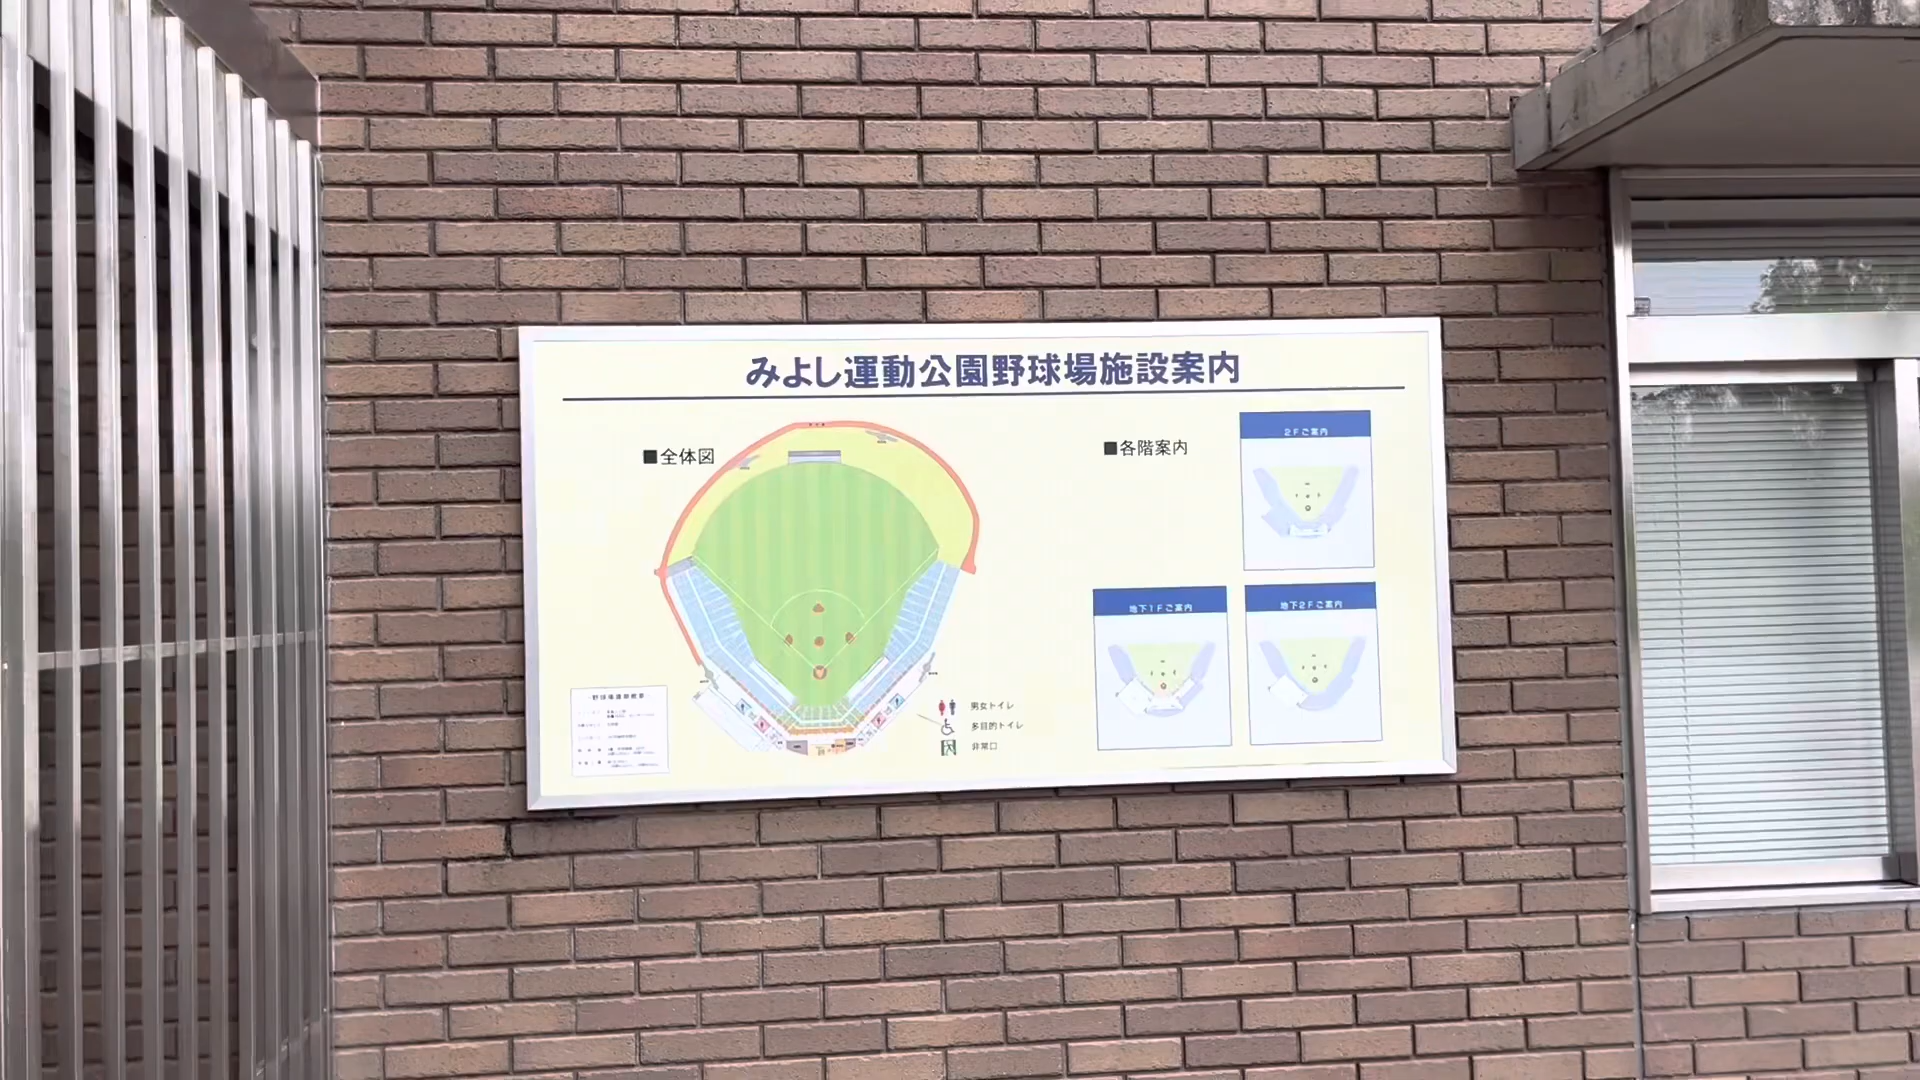 みよし運動公園野球場施設案内
■全体図
■各階案内
2Fご案内
地下1Fご案内
地下2Fご案内
男女トイレ
多目的トイレ
非常口